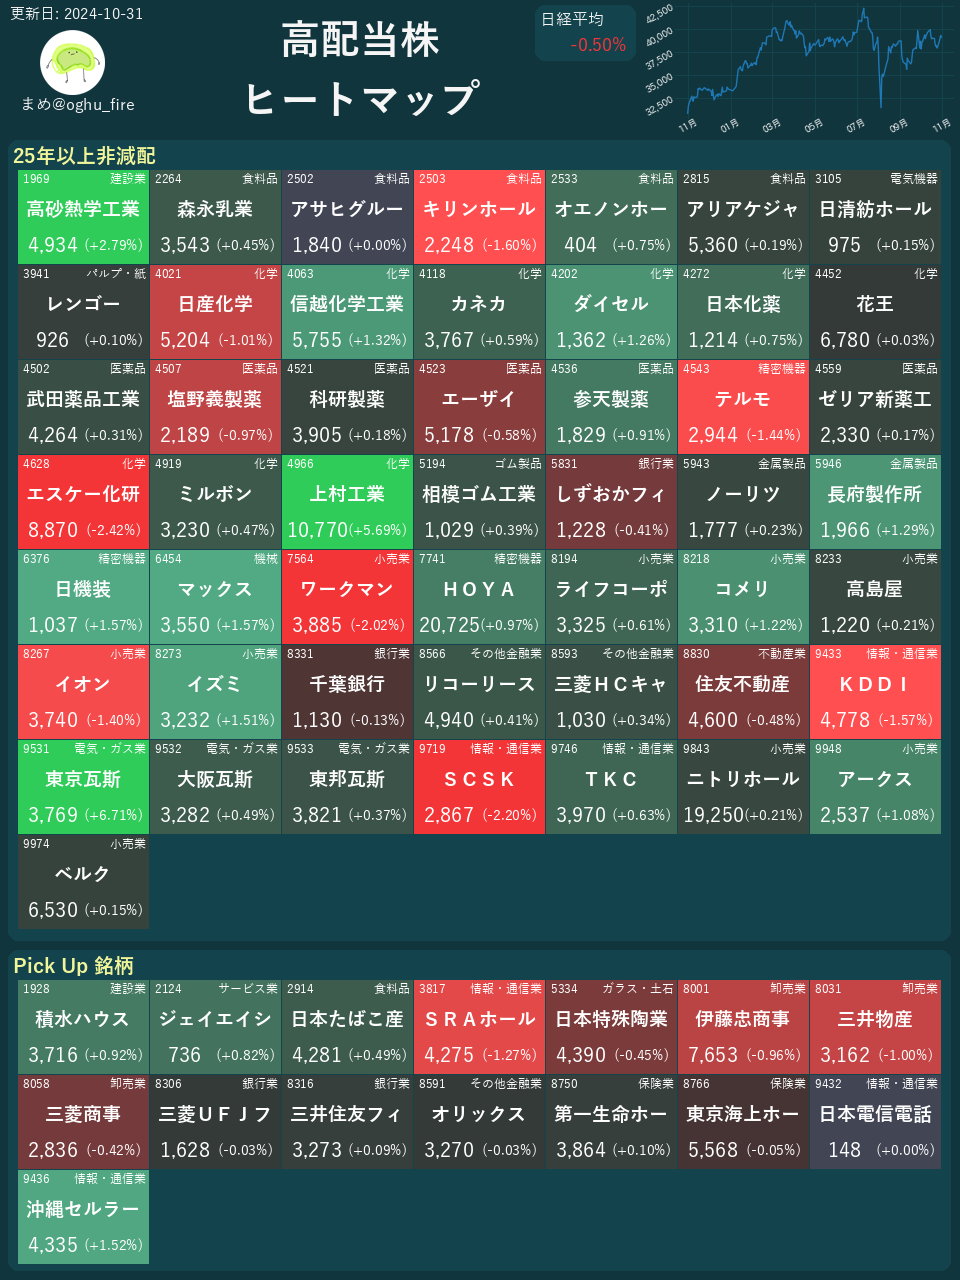 更新日: 2024-10-31
まめ@oghu_fire
高配当株
ヒートマップ
日経平均
-0.50%
42,500
40,000
37,500
35,000
32,500
11月 01月 03月 05月 07月 09月 11月
25年以上非減配
1969 建設業 2264 食料品 2502 食料品 2503 食料品 2533 食料品 2815 食料品 3105 電気機器
高砂熱学工業 森永乳業 アサヒグルー キリンホール オエノンホー アリアケジャ 日清紡ホール
4,934 (+2.79%) 3,543 (+0.45%) 1,840 (+0.00%) 2,248 (-1.60%) 404 (+0.75%) 5,360 (+0.19%) 975 (+0.15%)
3941 パルプ・紙 4021 化学 4063 化学 4118 化学 4202 化学 4272 化学 4452 化学
レンゴー 日産化学 信越化学工業 カネカ ダイセル 日本化薬 花王
926 (+0.10%) 5,204 (-1.01%) 5,755 (+1.32%) 3,767 (+0.59%) 1,362 (+1.26%) 1,214 (+0.75%) 6,780 (+0.03%)
4502 医薬品 4507 医薬品 4521 医薬品 4523 医薬品 4536 医薬品 4543 精密機器 4559 医薬品
武田薬品工業 塩野義製薬 科研製薬 エーザイ 参天製薬 テルモ ゼリア新薬工
4,264 (+0.31%) 2,189 (-0.97%) 3,905 (+0.18%) 5,178 (-0.58%) 1,829 (+0.91%) 2,944 (-1.44%) 2,330 (+0.17%)
4628 化学 4919 化学 4966 化学 5194 ゴム製品 5831 銀行業 5943 金属製品 5946 金属製品
エスケー化研 ミルボン 上村工業 相模ゴム工業 しずおかフィ ノーリツ 長府製作所
8,870 (-2.42%) 3,230 (+0.47%) 10,770(+5.69%) 1,029 (+0.39%) 1,228 (-0.41%) 1,777 (+0.23%) 1,966 (+1.29%)
6376 精密機器 6454 機械 7564 小売業 7741 精密機器 8194 小売業 8218 小売業 8233 小売業
日機装 マックス ワークマン ＨＯＹＡ ライフコーポ コメリ 高島屋
1,037 (+1.57%) 3,550 (+1.57%) 3,885 (-2.02%) 20,725(+0.97%) 3,325 (+0.61%) 3,310 (+1.22%) 1,220 (+0.21%)
8267 小売業 8273 小売業 8331 銀行業 8566 その他金融業 8593 その他金融業 8830 不動産業 9433 情報・通信業
イオン イズミ 千葉銀行 リコーリース 三菱ＨＣキャ 住友不動産 ＫＤＤＩ
3,740 (-1.40%) 3,232 (+1.51%) 1,130 (-0.13%) 4,940 (+0.41%) 1,030 (+0.34%) 4,600 (-0.48%) 4,778 (-1.57%)
9531 電気・ガス業 9532 電気・ガス業 9533 電気・ガス業 9719 情報・通信業 9746 情報・通信業 9843 小売業 9948 小売業
東京瓦斯 大阪瓦斯 東邦瓦斯 ＳＣＳＫ ＴＫＣ ニトリホール アークス
3,769 (+6.71%) 3,282 (+0.49%) 3,821 (+0.37%) 2,867 (-2.20%) 3,970 (+0.63%) 19,250(+0.21%) 2,537 (+1.08%)
9974 小売業
ベルク
6,530 (+0.15%)
Pick Up 銘柄
1928 建設業 2124 サービス業 2914 食料品 3817 情報・通信業 5334 ガラス・土石 8001 卸売業 8031 卸売業
積水ハウス ジェイエイシ 日本たばこ産 ＳＲＡホール 日本特殊陶業 伊藤忠商事 三井物産
3,716 (+0.92%) 736 (+0.82%) 4,281 (+0.49%) 4,275 (-1.27%) 4,390 (-0.45%) 7,653 (-0.96%) 3,162 (-1.00%)
8058 卸売業 8306 銀行業 8316 銀行業 8591 その他金融業 8750 保険業 8766 保険業 9432 情報・通信業
三菱商事 三菱ＵＦＪフ 三井住友フィ オリックス 第一生命ホー 東京海上ホー 日本電信電話
2,836 (-0.42%) 1,628 (-0.03%) 3,273 (+0.09%) 3,270 (-0.03%) 3,864 (+0.10%) 5,568 (-0.05%) 148 (+0.00%)
9436 情報・通信業
沖縄セルラー
4,335 (+1.52%)